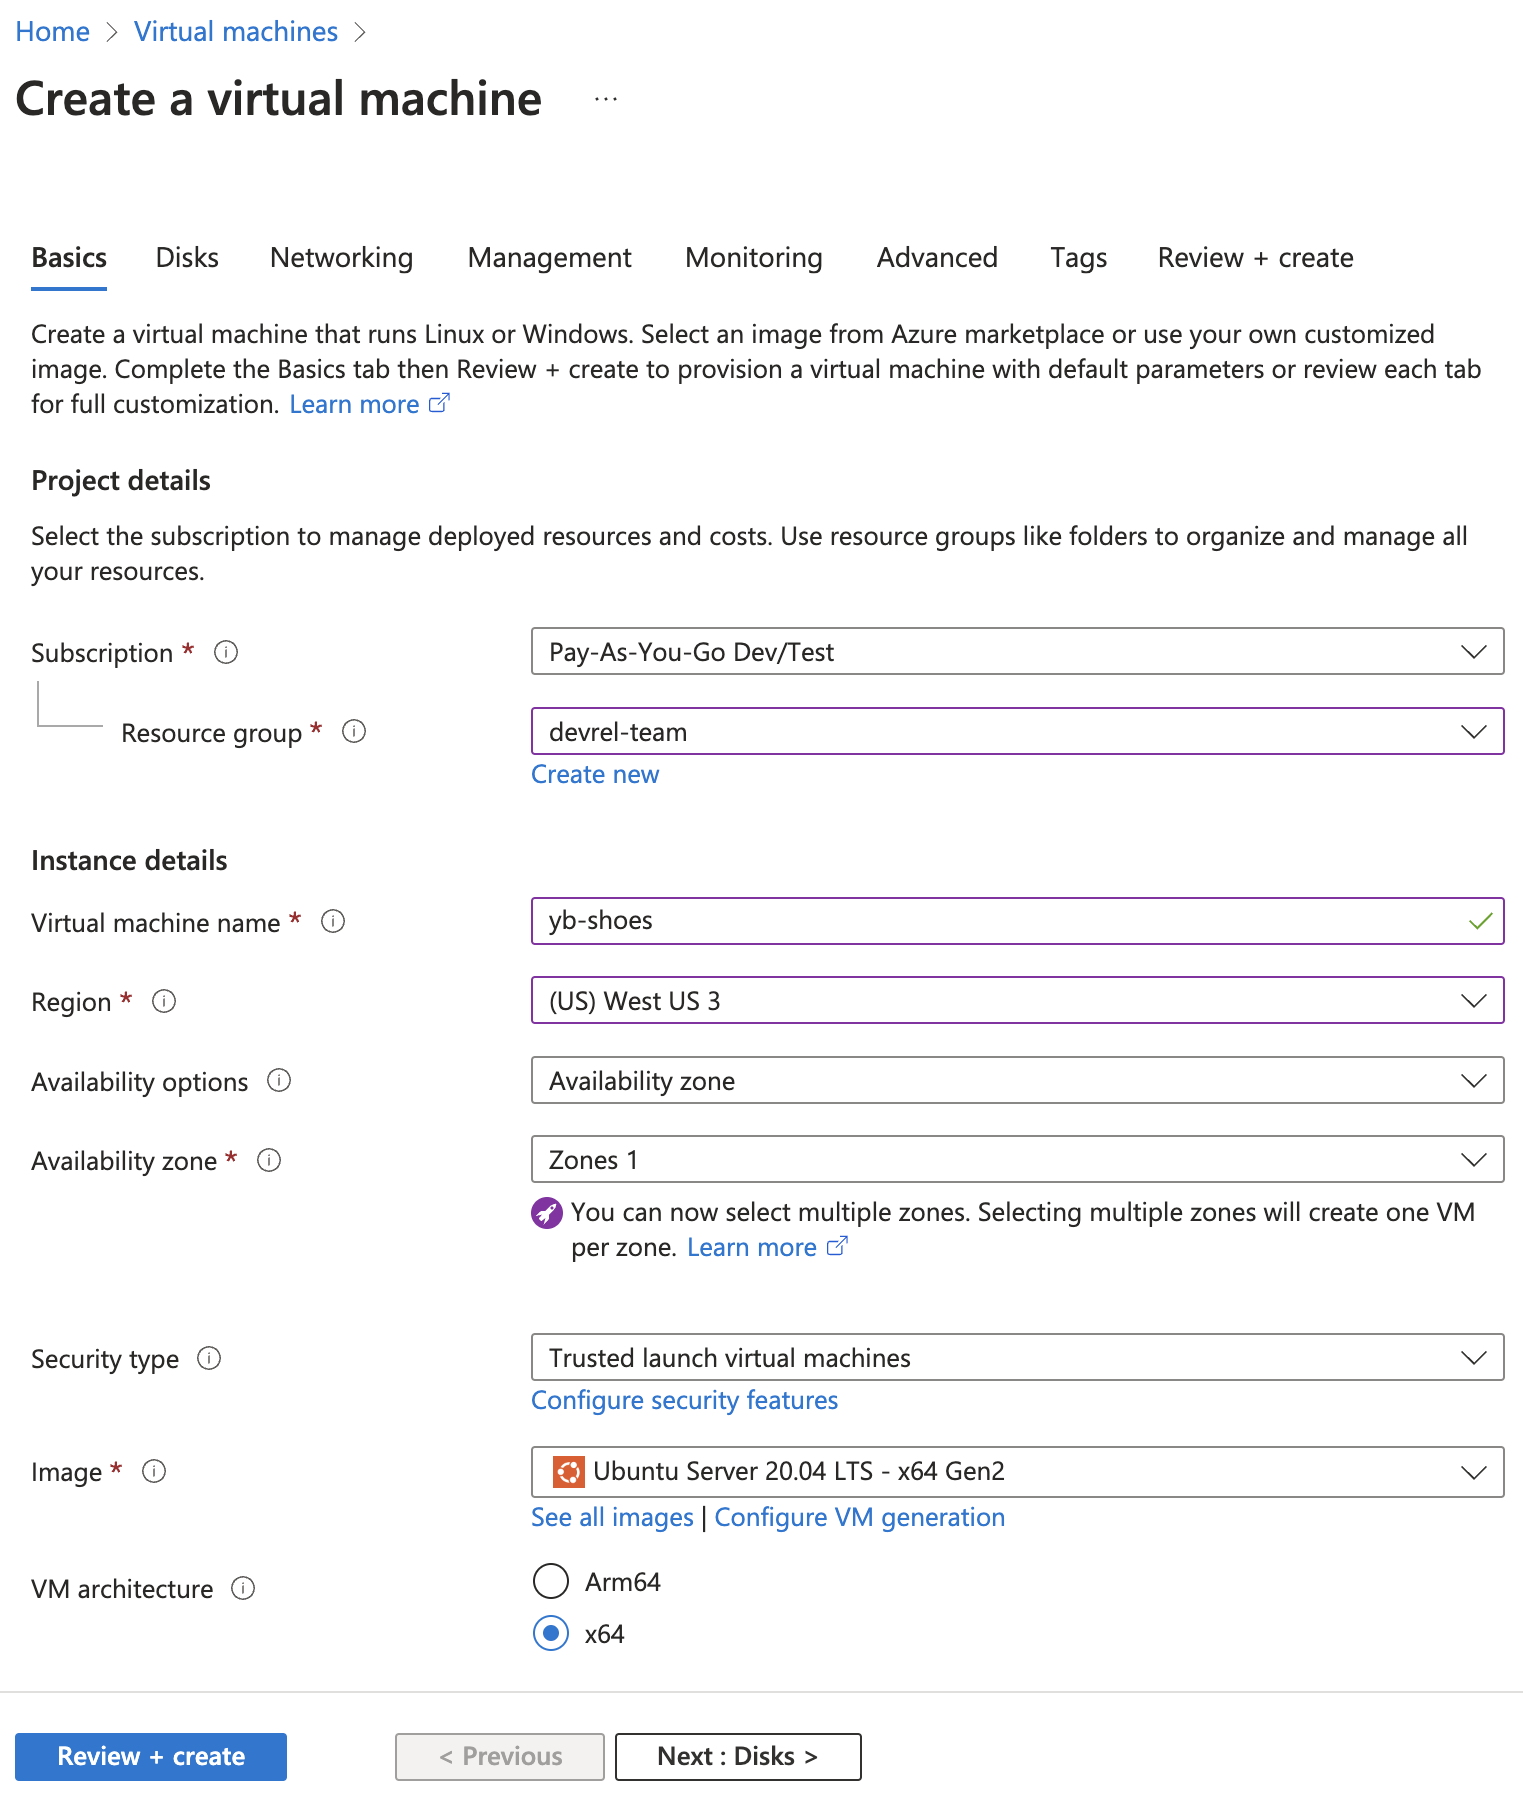 Home > Virtual machines >
Create a virtual machine ...
Basics Disks Networking Management Monitoring Advanced Tags Review + create
Create a virtual machine that runs Linux or Windows. Select an image from Azure marketplace or use your own customized
image. Complete the Basics tab then Review + create to provision a virtual machine with default parameters or review each tab
for full customization. Learn more
Project details
Select the subscription to manage deployed resources and costs. Use resource groups like folders to organize and manage all
your resources.
Subscription * Pay-As-You-Go Dev/Test
Resource group * devrel-team
Create new
Instance details
Virtual machine name * yb-shoes
Region * (US) West US 3
Availability options Availability zone
Availability zone * Zones 1
You can now select multiple zones. Selecting multiple zones will create one VM
per zone. Learn more
Security type Trusted launch virtual machines
Configure security features
Image * Ubuntu Server 20.04 LTS - x64 Gen2
See all images | Configure VM generation
VM architecture Arm64
x64
Review + create < Previous Next : Disks >